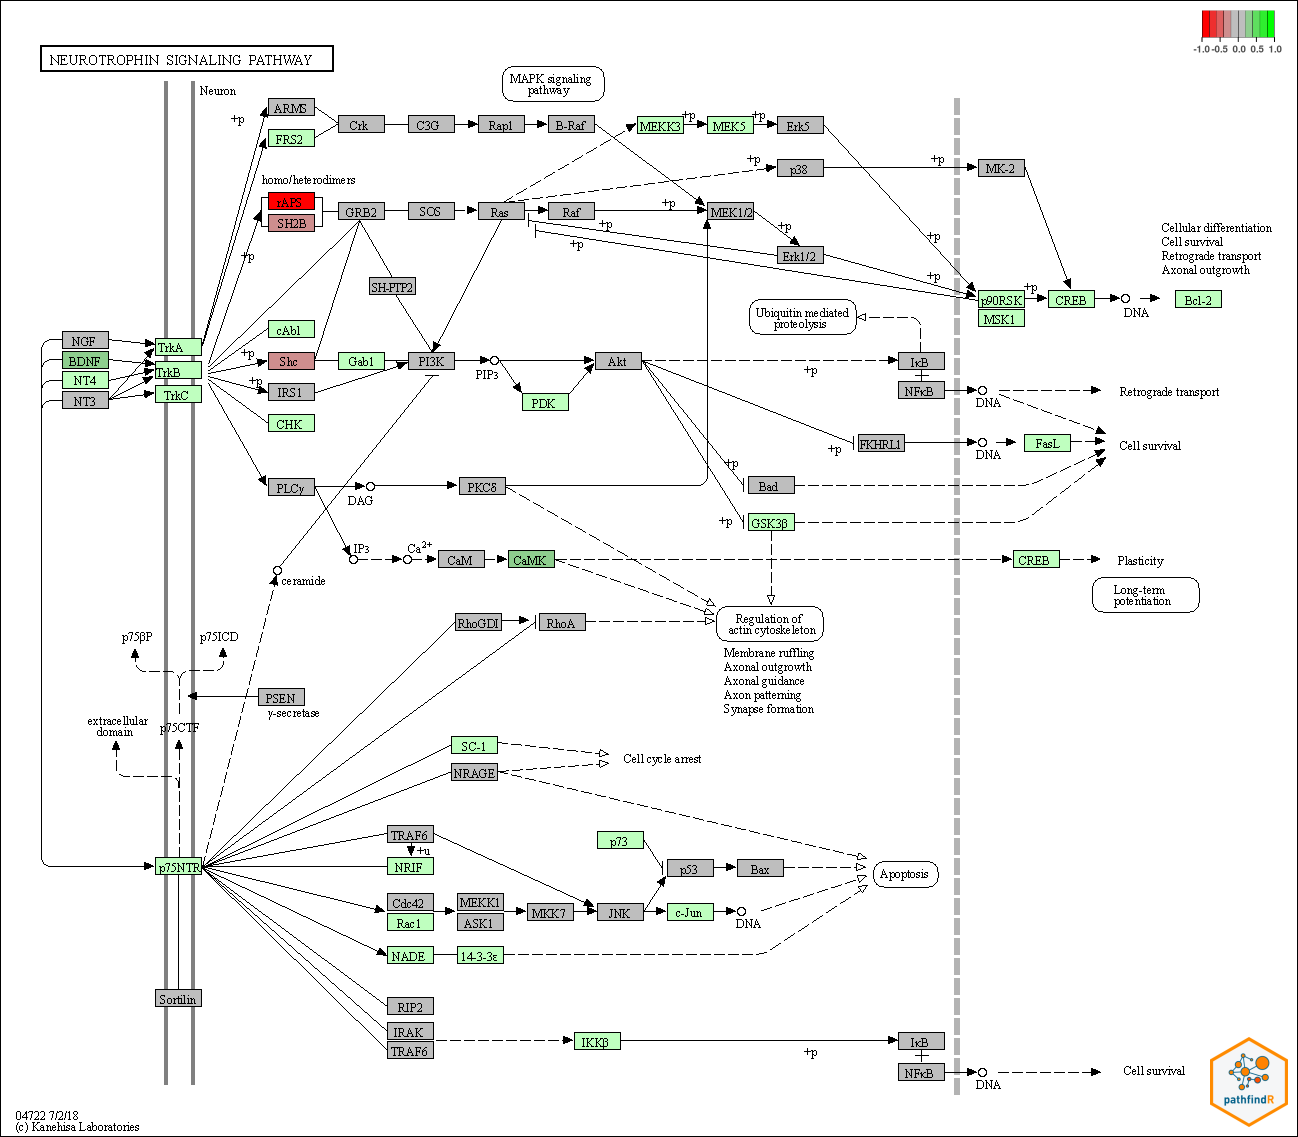 -1.0 -0.5 0.0 0.5 1.0
NEUROTROPHIN SIGNALING PATHWAY
Neuron
MAPK signaling
pathway
ARMS
+p
FRS2
Crk
C3G
Rap1
B-Raf
MEKK3
+p
MEK5
+p
Erk5
homo/heterodimers
+p
p38
+p
MK-2
rAPS
SH2B
GRB2
SOS
Ras
Raf
+p
MEK1/2
+p
+p
+p
Erk1/2
+p
+p
+p
Cellular differentiation
Cell survival
Retrograde transport
Axonal outgrowth
SH-PTP2
p90RSK
+p
MSK1
CREB
DNA
Bcl-2
Ubiquitin mediated
proteolysis
NGF
BDNF
NT4
NT3
TrkA
TrkB
TrkC
cAbl
+p
Shc
+p
IRS1
CHK
Gab1
PI3K
PIP3
PDK
Akt
+p
IκB
NFκB
DNA
Retrograde transport
+p
FKHRL1
DNA
FasL
Cell survival
PLCγ
DAG
PKCδ
+p
Bad
+p
GSK3β
IP3
Ca2+
CaM
CaMK
CREB
Plasticity
ceramide
Long-term
potentiation
RhoGDI
RhoA
Regulation of
actin cytoskeleton
Membrane ruffling
Axonal outgrowth
Axonal guidance
Axon patterning
Synapse formation
p75βP
p75ICD
PSEN
γ-secretase
extracellular
domain
p75CTF
SC-1
NRAGE
Cell cycle arrest
TRAF6
+u
NRIF
p75NTR
p73
p53
Bax
Apoptosis
Cdc42
Rac1
MEKK1
ASK1
MKK7
JNK
c-Jun
DNA
NADE
14-3-3ε
Sortilin
RIP2
IRAK
TRAF6
IKKβ
+p
IκB
NFκB
DNA
Cell survival
pathfindR
04722 7/2/18
(c) Kanehisa Laboratories